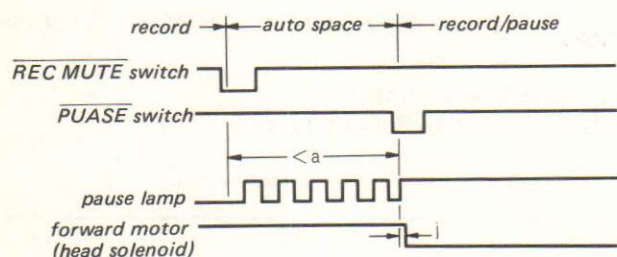 record auto space record/pause
REC MUTE switch
PUASE switch
< a
pause lamp
forward motor
(head solenoid)
j